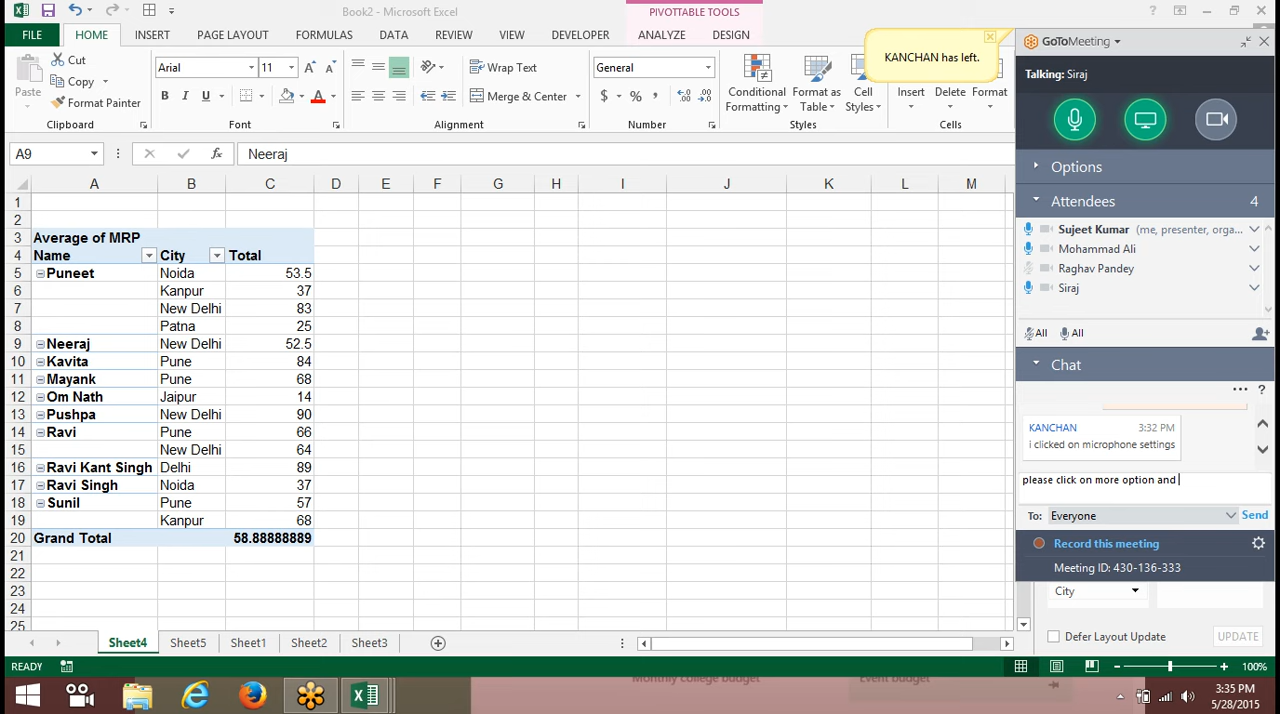 Book2 - Microsoft Excel
PIVOTTABLE TOOLS
FILE HOME INSERT PAGE LAYOUT FORMULAS DATA REVIEW VIEW DEVELOPER ANALYZE DESIGN
Paste
Cut
Copy
Format Painter
Clipboard
Arial 11
B I U
Font
Wrap Text
Merge & Center
Alignment
General
$ % ,
Number
Conditional Formatting
Format as Table
Cell Styles
Styles
Insert Delete Format
Cells
KANCHAN has left.
A9 fx Neeraj
A B C D E F G H I J K L M
1
2
3 Average of MRP
4 Name City Total
5 Puneet Noida 53.5
6 Kanpur 37
7 New Delhi 83
8 Patna 25
9 Neeraj New Delhi 52.5
10 Kavita Pune 84
11 Mayank Pune 68
12 Om Nath Jaipur 14
13 Pushpa New Delhi 90
14 Ravi Pune 66
15 New Delhi 64
16 Ravi Kant Singh Delhi 89
17 Ravi Singh Noida 37
18 Sunil Pune 57
19 Kanpur 68
20 Grand Total 58.88888889
21
22
23
24
25
Sheet4 Sheet5 Sheet1 Sheet2 Sheet3
READY
100%
GoToMeeting
Talking: Siraj
Options
Attendees 4
Sujeet Kumar (me, presenter, orga...
Mohammad Ali
Raghav Pandey
Siraj
All All
Chat
... ?
KANCHAN 3:32 PM
i clicked on microphone settings
please click on more option and
To: Everyone Send
Record this meeting
Meeting ID: 430-136-333
City
Defer Layout Update UPDATE
Monthly college budget Event budget
3:35 PM
5/28/2015